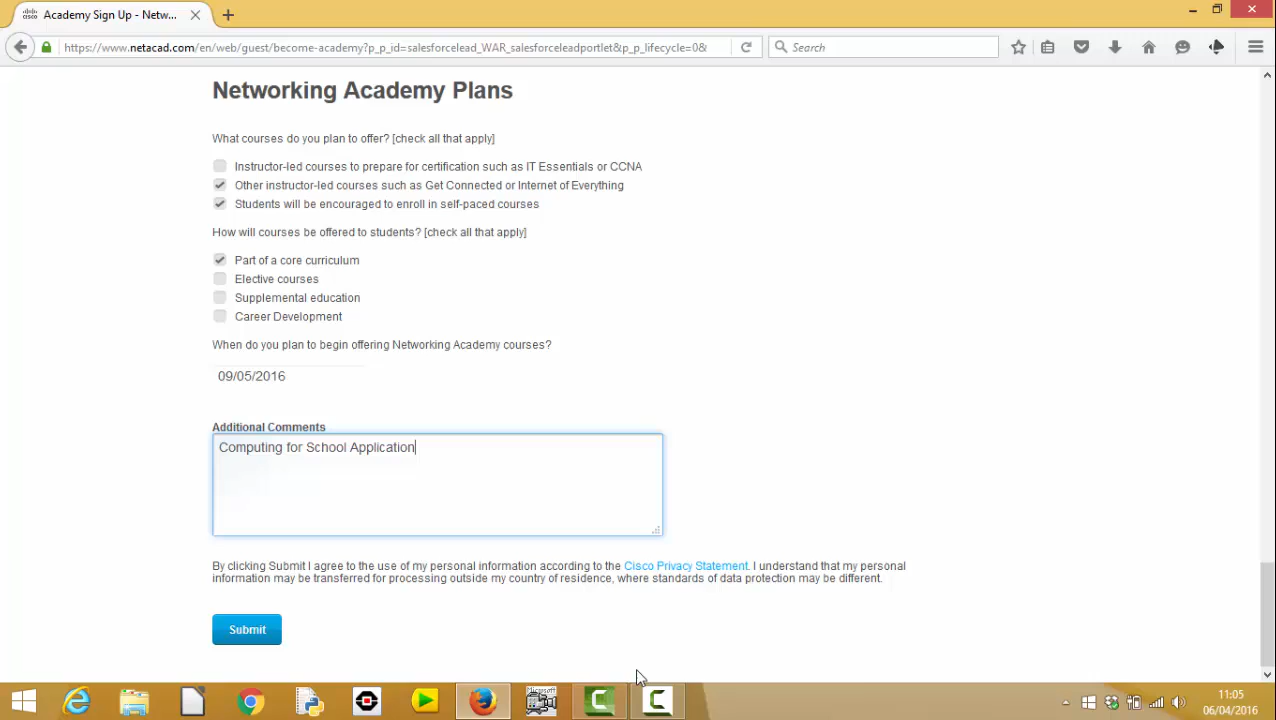 Academy Sign Up - Netw...
https://www.netacad.com/en/web/guest/become-academy?p_p_id=salesforcelead_WAR_salesforceleadportlet&p_p_lifecycle=0&
Search
Networking Academy Plans
What courses do you plan to offer? [check all that apply]
Instructor-led courses to prepare for certification such as IT Essentials or CCNA
Other instructor-led courses such as Get Connected or Internet of Everything
Students will be encouraged to enroll in self-paced courses
How will courses be offered to students? [check all that apply]
Part of a core curriculum
Elective courses
Supplemental education
Career Development
When do you plan to begin offering Networking Academy courses?
09/05/2016
Additional Comments
Computing for School Application
By clicking Submit I agree to the use of my personal information according to the Cisco Privacy Statement. I understand that my personal
information may be transferred for processing outside my country of residence, where standards of data protection may be different.
Submit
11:05
06/04/2016